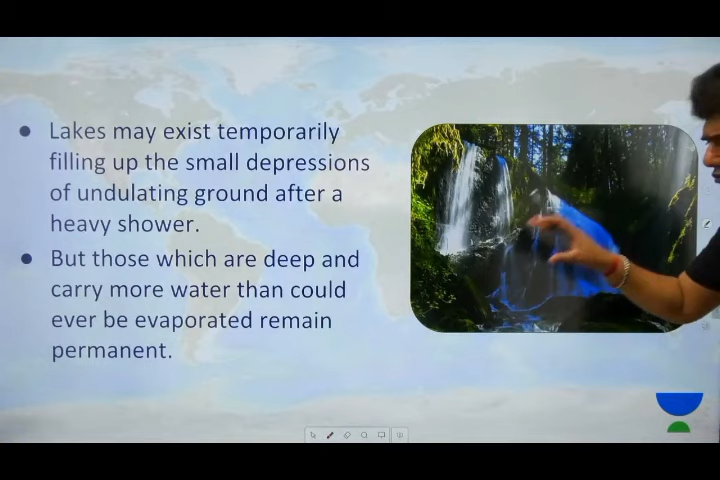 ● Lakes may exist temporarily
filling up the small depressions
of undulating ground after a
heavy shower.
● But those which are deep and
carry more water than could
ever be evaporated remain
permanent.